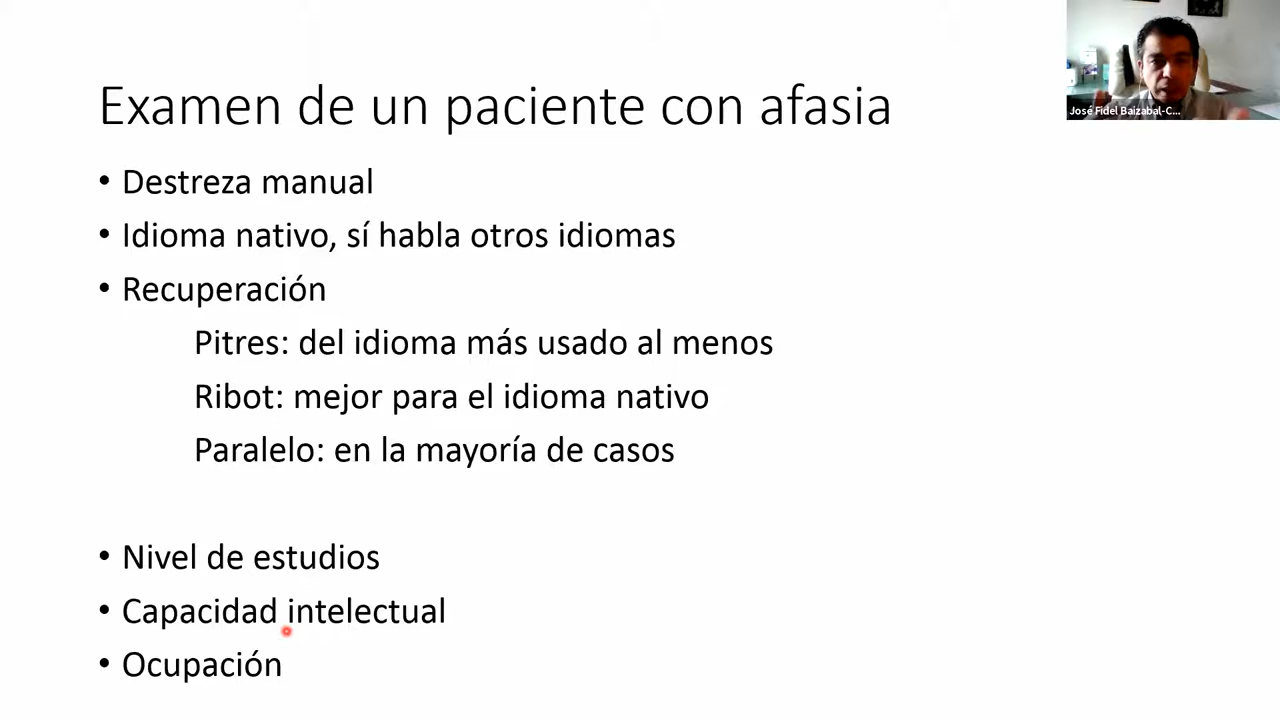 Examen de un paciente con afasia
José Fidel Baizabal-C...
• Destreza manual
• Idioma nativo, sí habla otros idiomas
• Recuperación
Pitres: del idioma más usado al menos
Ribot: mejor para el idioma nativo
Paralelo: en la mayoría de casos
• Nivel de estudios
• Capacidad intelectual
• Ocupación